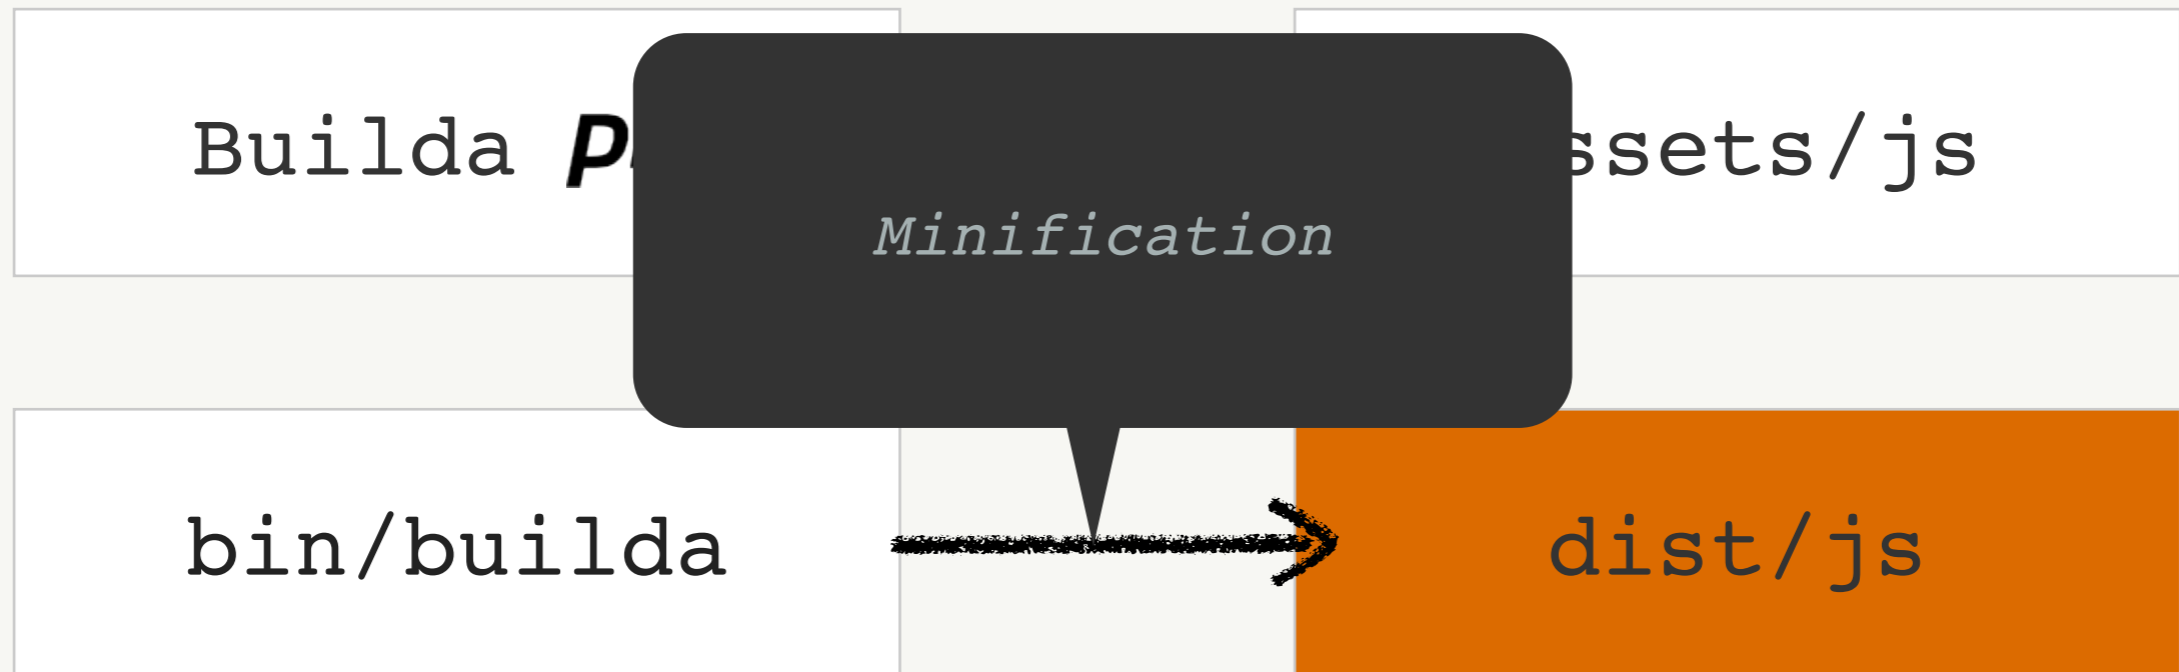 Builda
ssets/js
Minification
bin/builda
dist/js